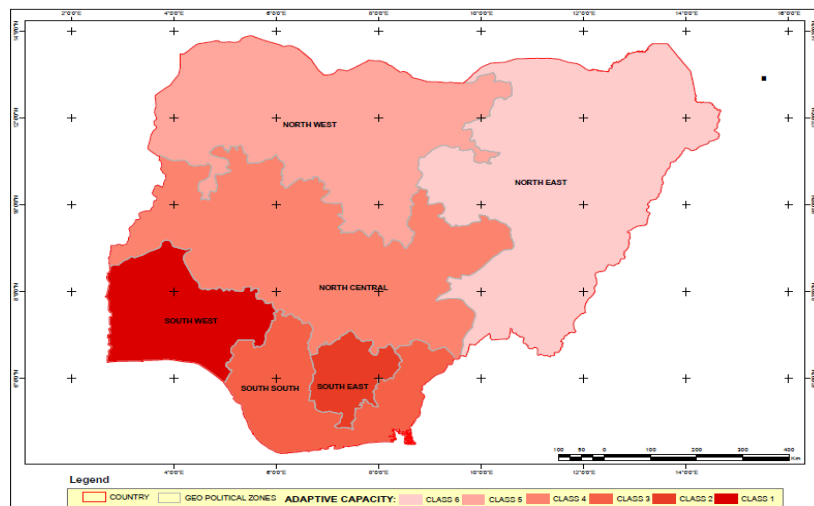 2°0'0"E 4°0'0"E 6°0'0"E 8°0'0"E 10°0'0"E 12°0'0"E 14°0'0"E 16°0'0"E
NORTH WEST
NORTH EAST
NORTH CENTRAL
SOUTH WEST
SOUTH SOUTH
SOUTH EAST
100 50 0 100 200 300 400
Km
4°0'0"E 6°0'0"E 8°0'0"E 10°0'0"E 12°0'0"E 14°0'0"E
Legend
COUNTRY GEO POLITICAL ZONES ADAPTIVE CAPACITY: CLASS 6 CLASS 5 CLASS 4 CLASS 3 CLASS 2 CLASS 1